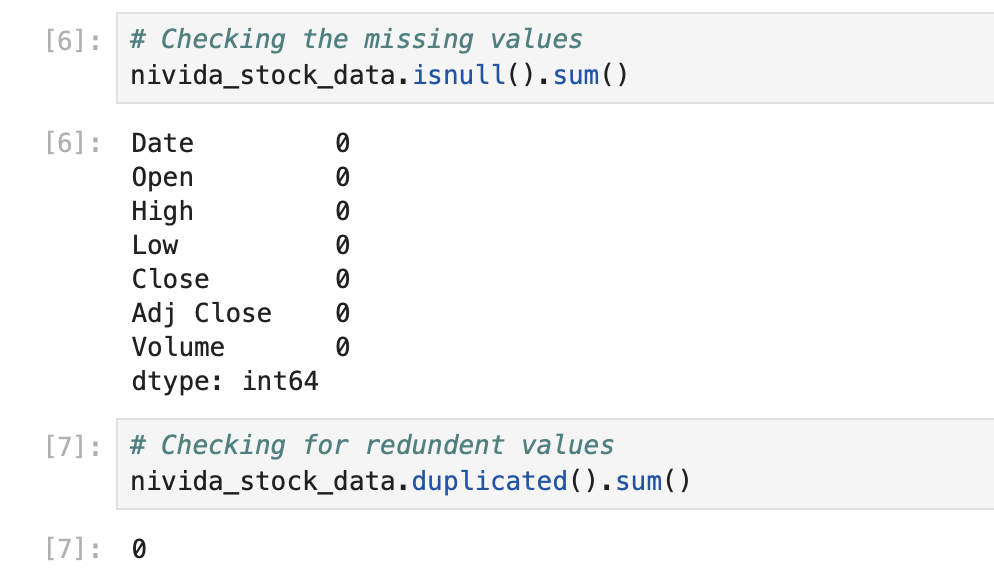 [6]: # Checking the missing values
nivida_stock_data.isnull().sum()
[6]: Date 0
Open 0
High 0
Low 0
Close 0
Adj Close 0
Volume 0
dtype: int64
[7]: # Checking for redundent values
nivida_stock_data.duplicated().sum()
[7]: 0